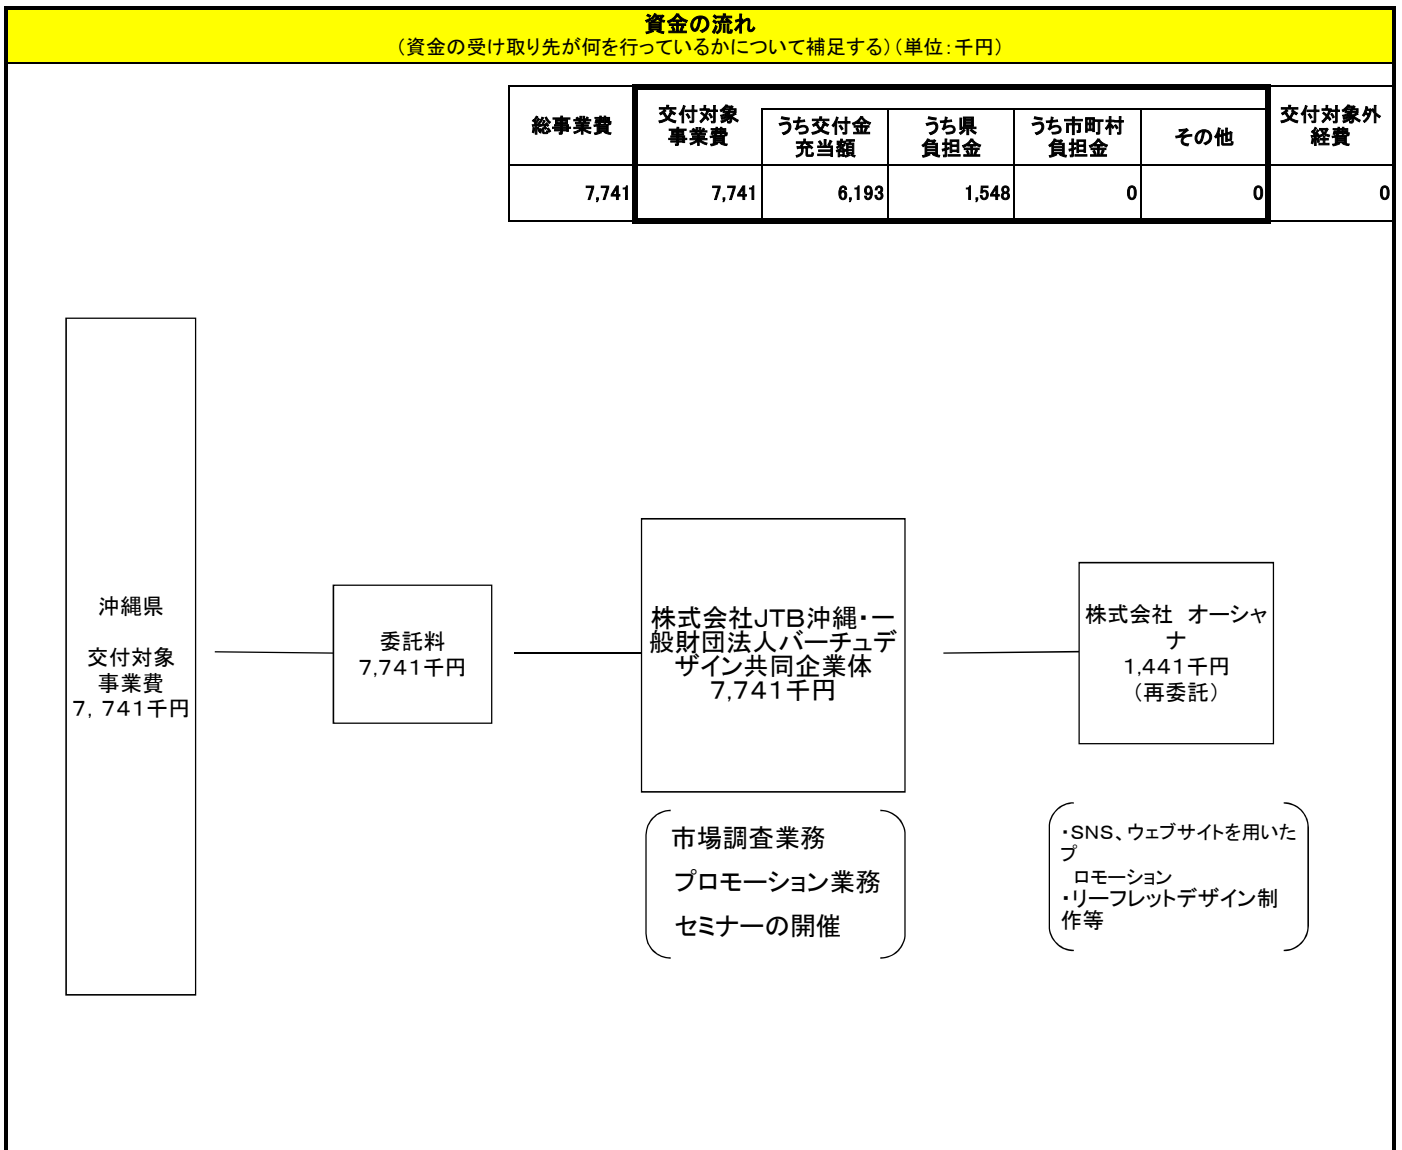 資金の流れ
（資金の受け取り先が何を行っているかについて補足する）（単位：千円）
総事業費
交付対象
事業費
うち交付金
充当額
うち県
負担金
うち市町村
負担金
その他
交付対象外
経費
7,741
7,741
6,193
1,548
0
0
0
沖縄県
交付対象
事業費
7，741千円
委託料
7,741千円
株式会社JTB沖縄・一
般財団法人バーチュデ
ザイン共同企業体
7,741千円
株式会社　オーシャ
ナ
1,441千円
（再委託）
市場調査業務
プロモーション業務
セミナーの開催
・SNS、ウェブサイトを用いた
プ
ロモーション
・リーフレットデザイン制
作等